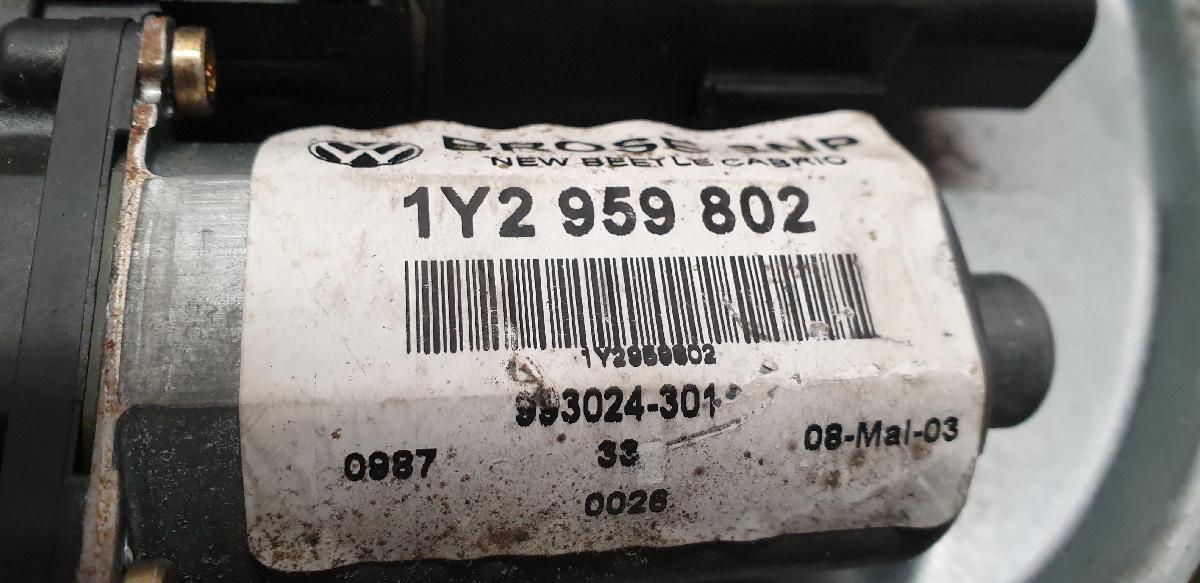 BROSE SNP
NEW BEETLE CABRIO
1Y2 959 802
1Y2959802
993024-301
33
0987
08-Mai-03
0026